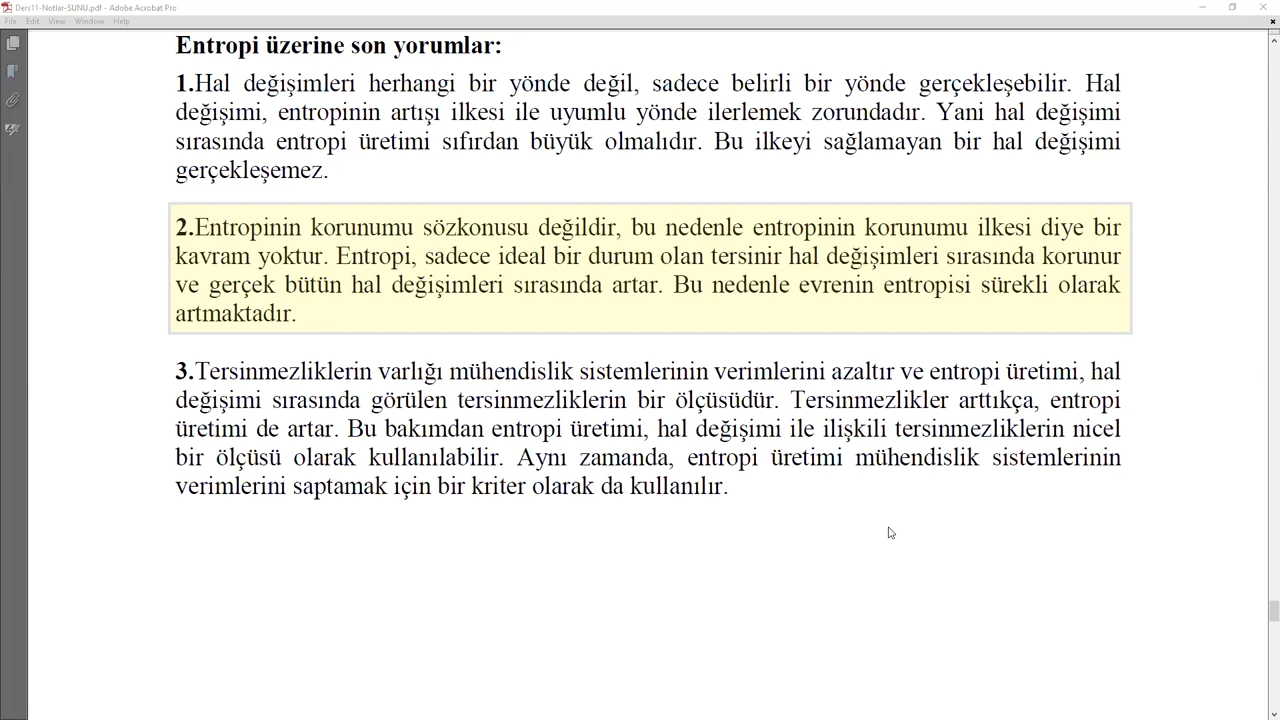 Ders11-Notlar-SUNU.pdf - Adobe Acrobat Pro
File Edit View Window Help
Entropi üzerine son yorumlar:
1.Hal değişimleri herhangi bir yönde değil, sadece belirli bir yönde gerçekleşebilir. Hal
değişimi, entropinin artışı ilkesi ile uyumlu yönde ilerlemek zorundadır. Yani hal değişimi
sırasında entropi üretimi sıfırdan büyük olmalıdır. Bu ilkeyi sağlamayan bir hal değişimi
gerçekleşemez.
2.Entropinin korunumu sözkonusu değildir, bu nedenle entropinin korunumu ilkesi diye bir
kavram yoktur. Entropi, sadece ideal bir durum olan tersinir hal değişimleri sırasında korunur
ve gerçek bütün hal değişimleri sırasında artar. Bu nedenle evrenin entropisi sürekli olarak
artmaktadır.
3.Tersinmezliklerin varlığı mühendislik sistemlerinin verimlerini azaltır ve entropi üretimi, hal
değişimi sırasında görülen tersinmezliklerin bir ölçüsüdür. Tersinmezlikler arttıkça, entropi
üretimi de artar. Bu bakımdan entropi üretimi, hal değişimi ile ilişkili tersinmezliklerin nicel
bir ölçüsü olarak kullanılabilir. Aynı zamanda, entropi üretimi mühendislik sistemlerinin
verimlerini saptamak için bir kriter olarak da kullanılır.